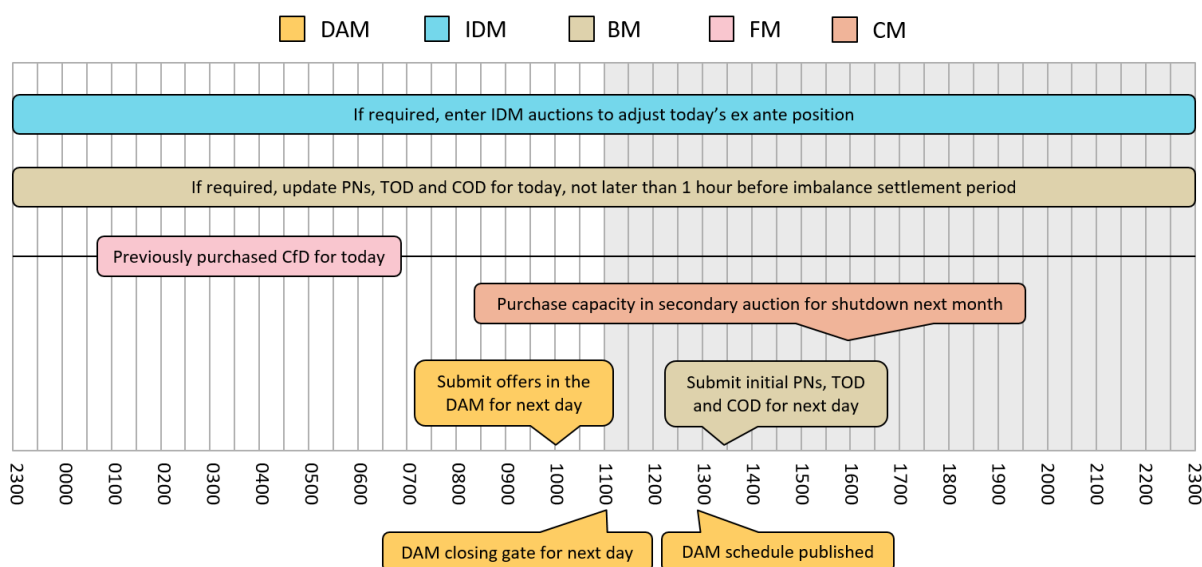 DAM
IDM
BM
FM
CM
If required, enter IDM auctions to adjust today's ex ante position
If required, update PNs, TOD and COD for today, not later than 1 hour before imbalance settlement period
Previously purchased CfD for today
Purchase capacity in secondary auction for shutdown next month
Submit offers in the
DAM for next day
Submit initial PNs, TOD
and COD for next day
2300
0000
0100
0200
0300
0400
0500
0600
0700
0800
0900
1000
1100
1200
1300
1400
1500
1600
1700
1800
1900
2000
2100
2200
2300
DAM closing gate for next day
DAM schedule published